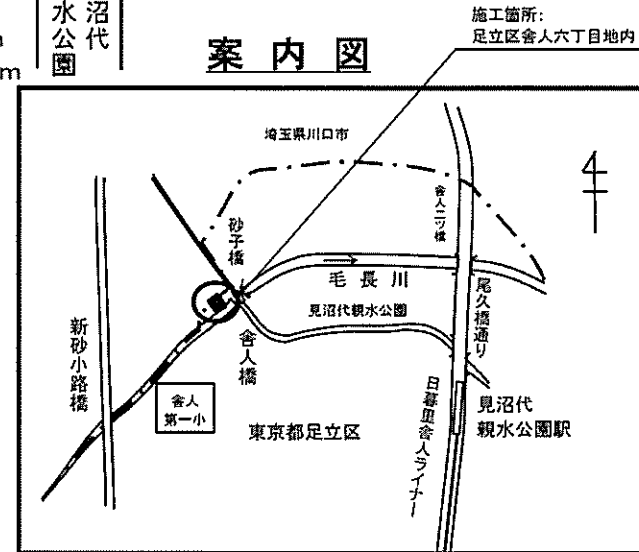 沼代
水公園
m
案内図
施工箇所:
足立区舎人六丁目地内
埼玉県川口市
舎人二ツ橋
砂子橋
毛長川
見沼代親水公園
尾久橋通り
新砂小路橋
舎人橋
舎人
第一小
東京都足立区
日暮里舎人ライナー
見沼代
親水公園駅